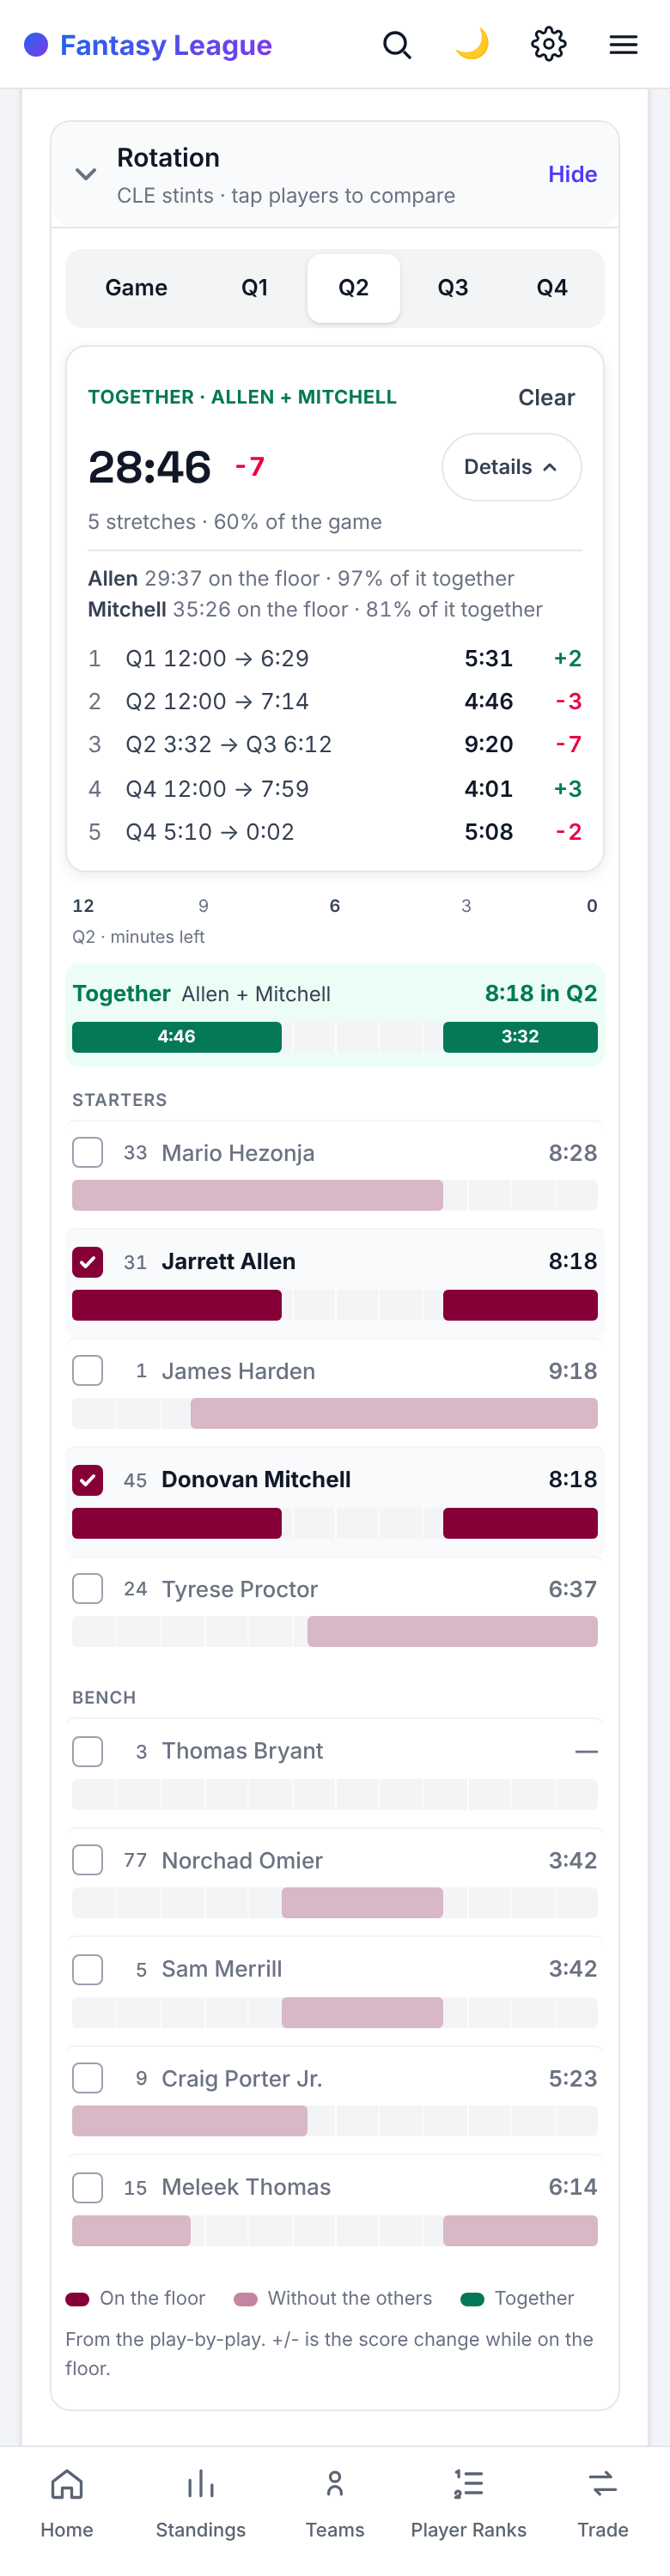 Fantasy League
Rotation
CLE stints · tap players to compare
Hide
Game Q1 Q2 Q3 Q4
TOGETHER · ALLEN + MITCHELL
Clear
28:46 -7
Details
5 stretches · 60% of the game
Allen 29:37 on the floor · 97% of it together
Mitchell 35:26 on the floor · 81% of it together
1 Q1 12:00 → 6:29 5:31 +2
2 Q2 12:00 → 7:14 4:46 -3
3 Q2 3:32 → Q3 6:12 9:20 -7
4 Q4 12:00 → 7:59 4:01 +3
5 Q4 5:10 → 0:02 5:08 -2
12 9 6 3 0
Q2 · minutes left
Together Allen + Mitchell 8:18 in Q2
4:46 3:32
STARTERS
33 Mario Hezonja 8:28
31 Jarrett Allen 8:18
1 James Harden 9:18
45 Donovan Mitchell 8:18
24 Tyrese Proctor 6:37
BENCH
3 Thomas Bryant —
77 Norchad Omier 3:42
5 Sam Merrill 3:42
9 Craig Porter Jr. 5:23
15 Meleek Thomas 6:14
On the floor Without the others Together
From the play-by-play. +/- is the score change while on the
floor.
Home Standings Teams Player Ranks Trade